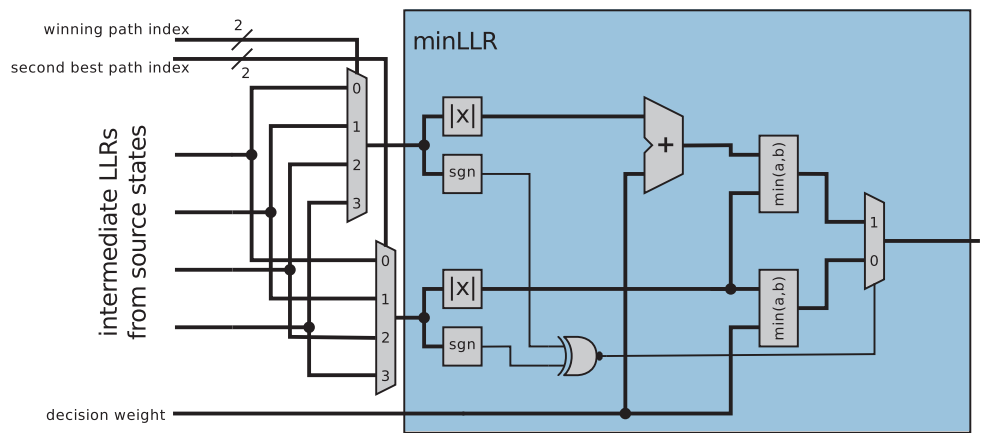 winning path index
2
second best path index
2
minLLR
intermediate LLRs
from source states
0
1
2
3
|x|
sgn
+
min(a,b)
1
0
0
1
2
3
|x|
sgn
min(a,b)
decision weight